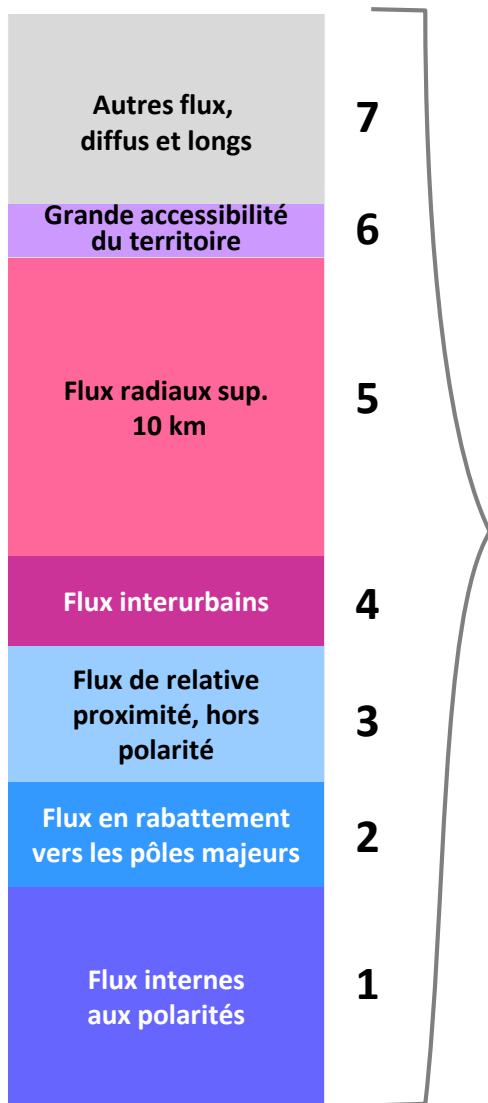 Autres flux,
diffus et longs
7
Grande accessibilité
du territoire
6
Flux radiaux sup.
10 km
5
Flux interurbains
4
Flux de relative
proximité, hors
polarité
3
Flux en rabattement
vers les pôles majeurs
2
Flux internes
aux polarités
1